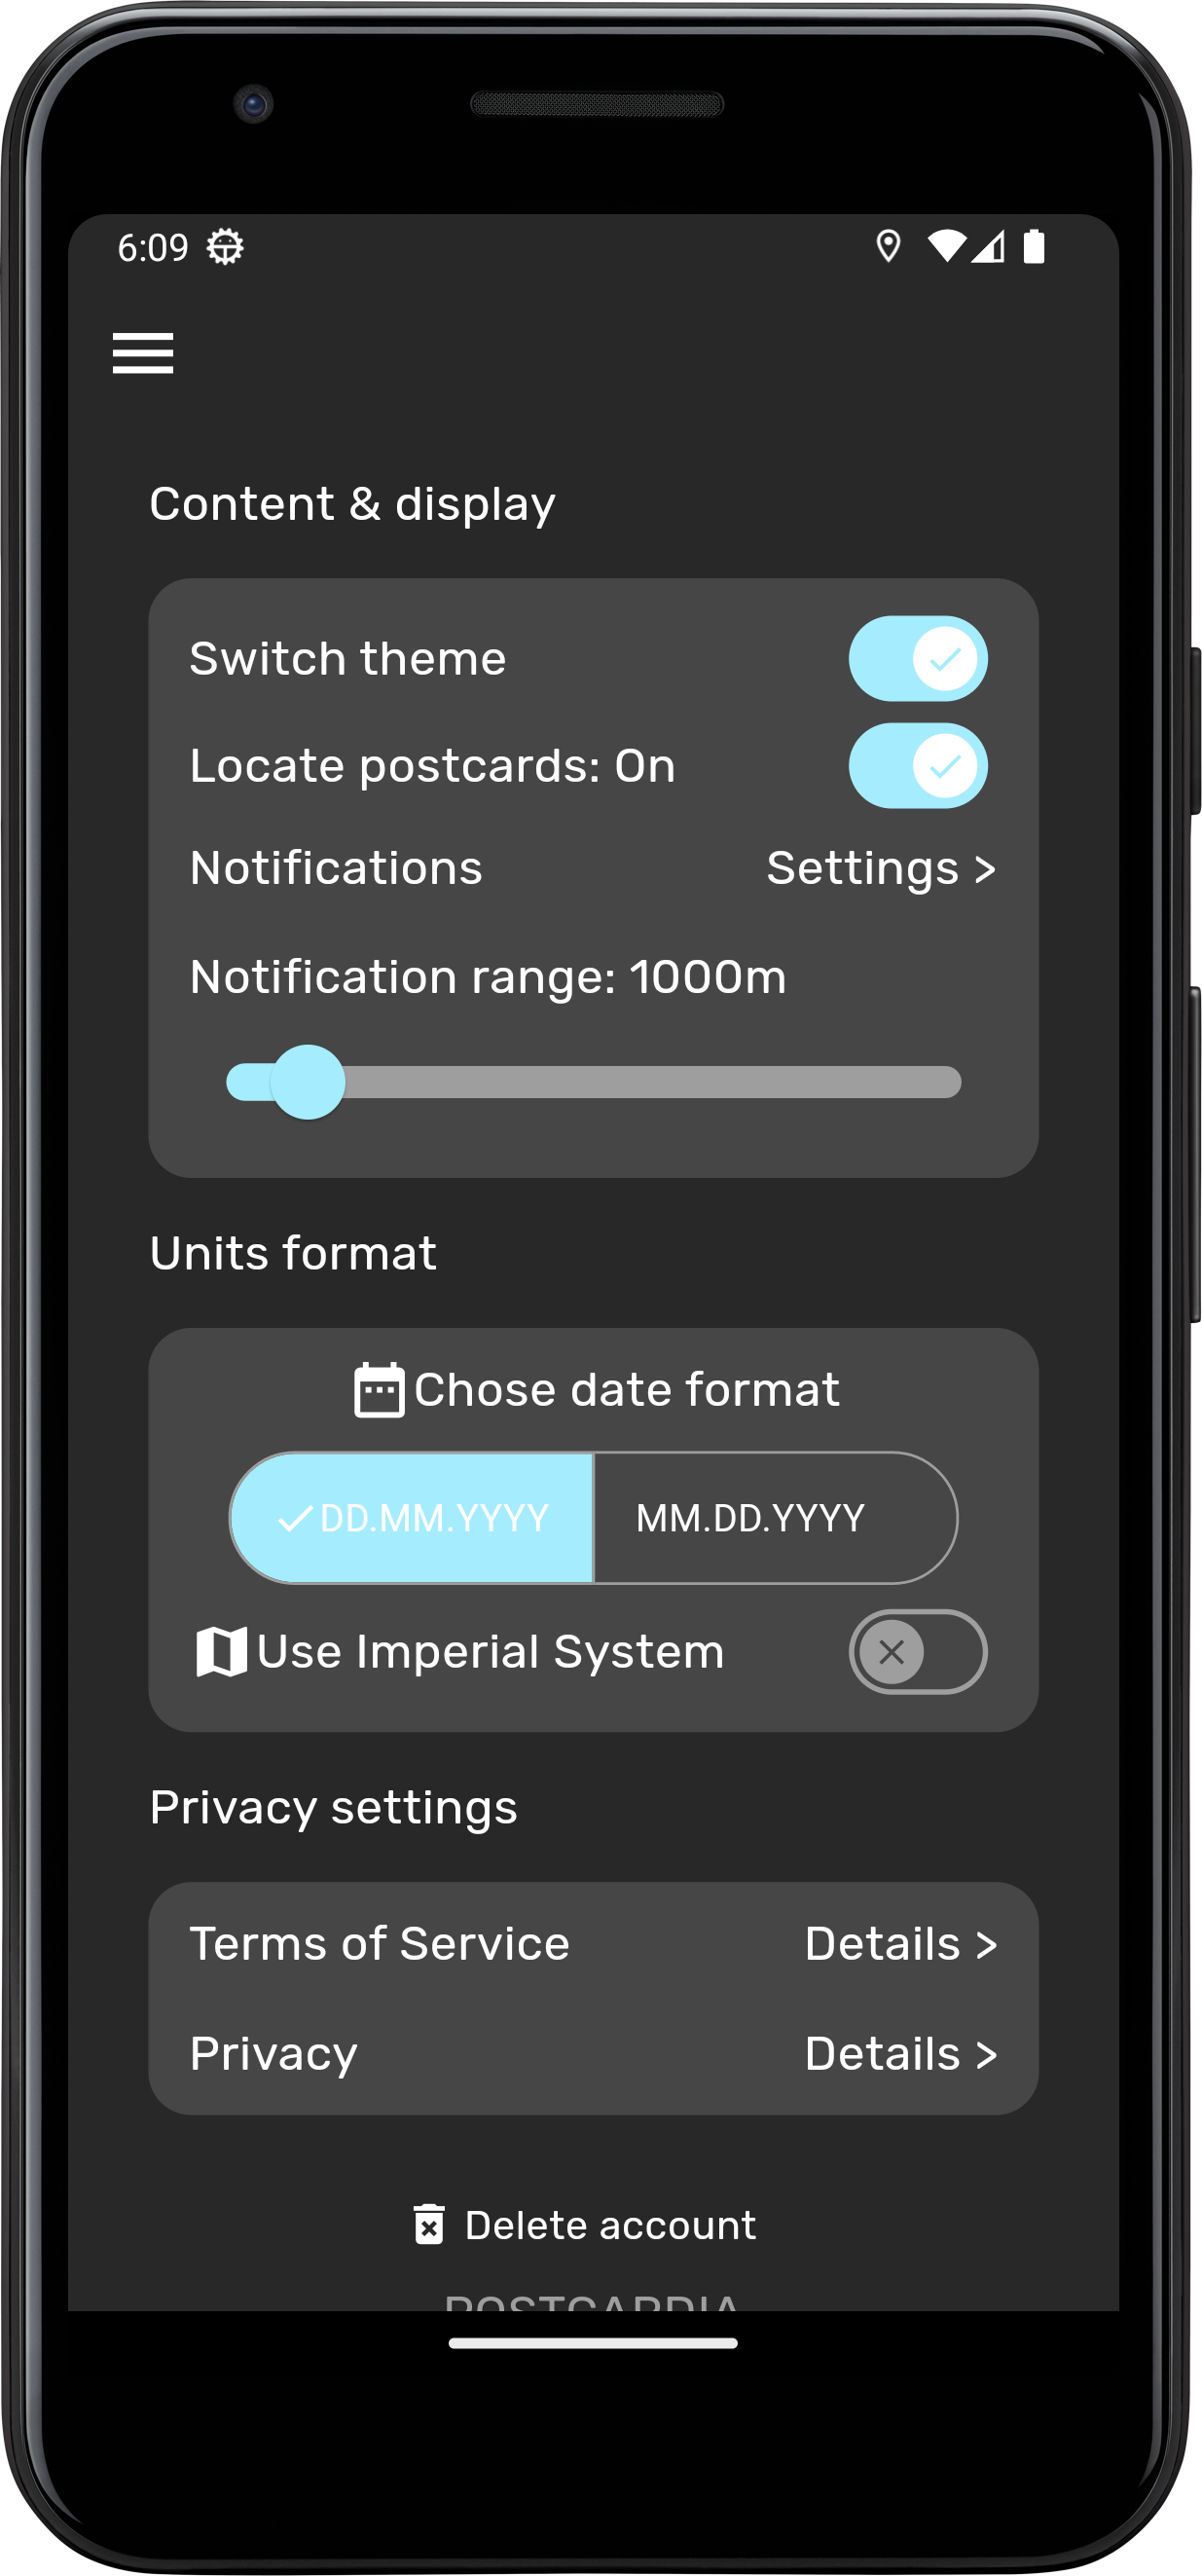 6:09
Content & display
Switch theme
Locate postcards: On
Notifications Settings >
Notification range: 1000m
Units format
Chose date format
DD.MM.YYYY MM.DD.YYYY
Use Imperial System
Privacy settings
Terms of Service Details >
Privacy Details >
Delete account
POSTCARDIA